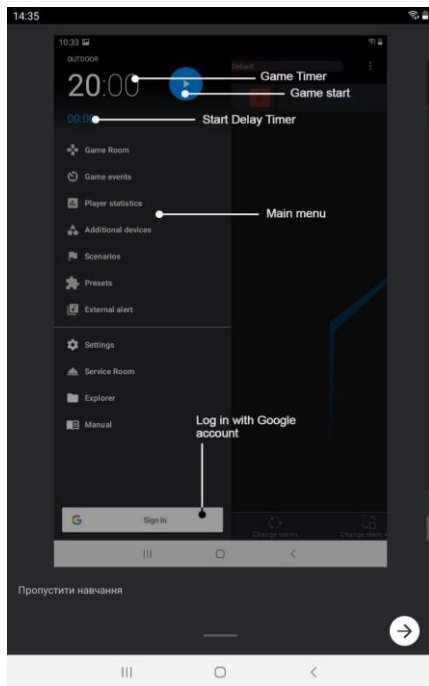 14:35
10:33
OUTDOOR
Default
20:00
Game Timer
Game start
00:00
Start Delay Timer
Game Room
Game events
Player statistics
Main menu
Additional devices
Scenarios
Presets
External alert
Settings
Service Room
Explorer
Manual
Log in with Google
account
Sign In
Change teams
Пропустити навчання